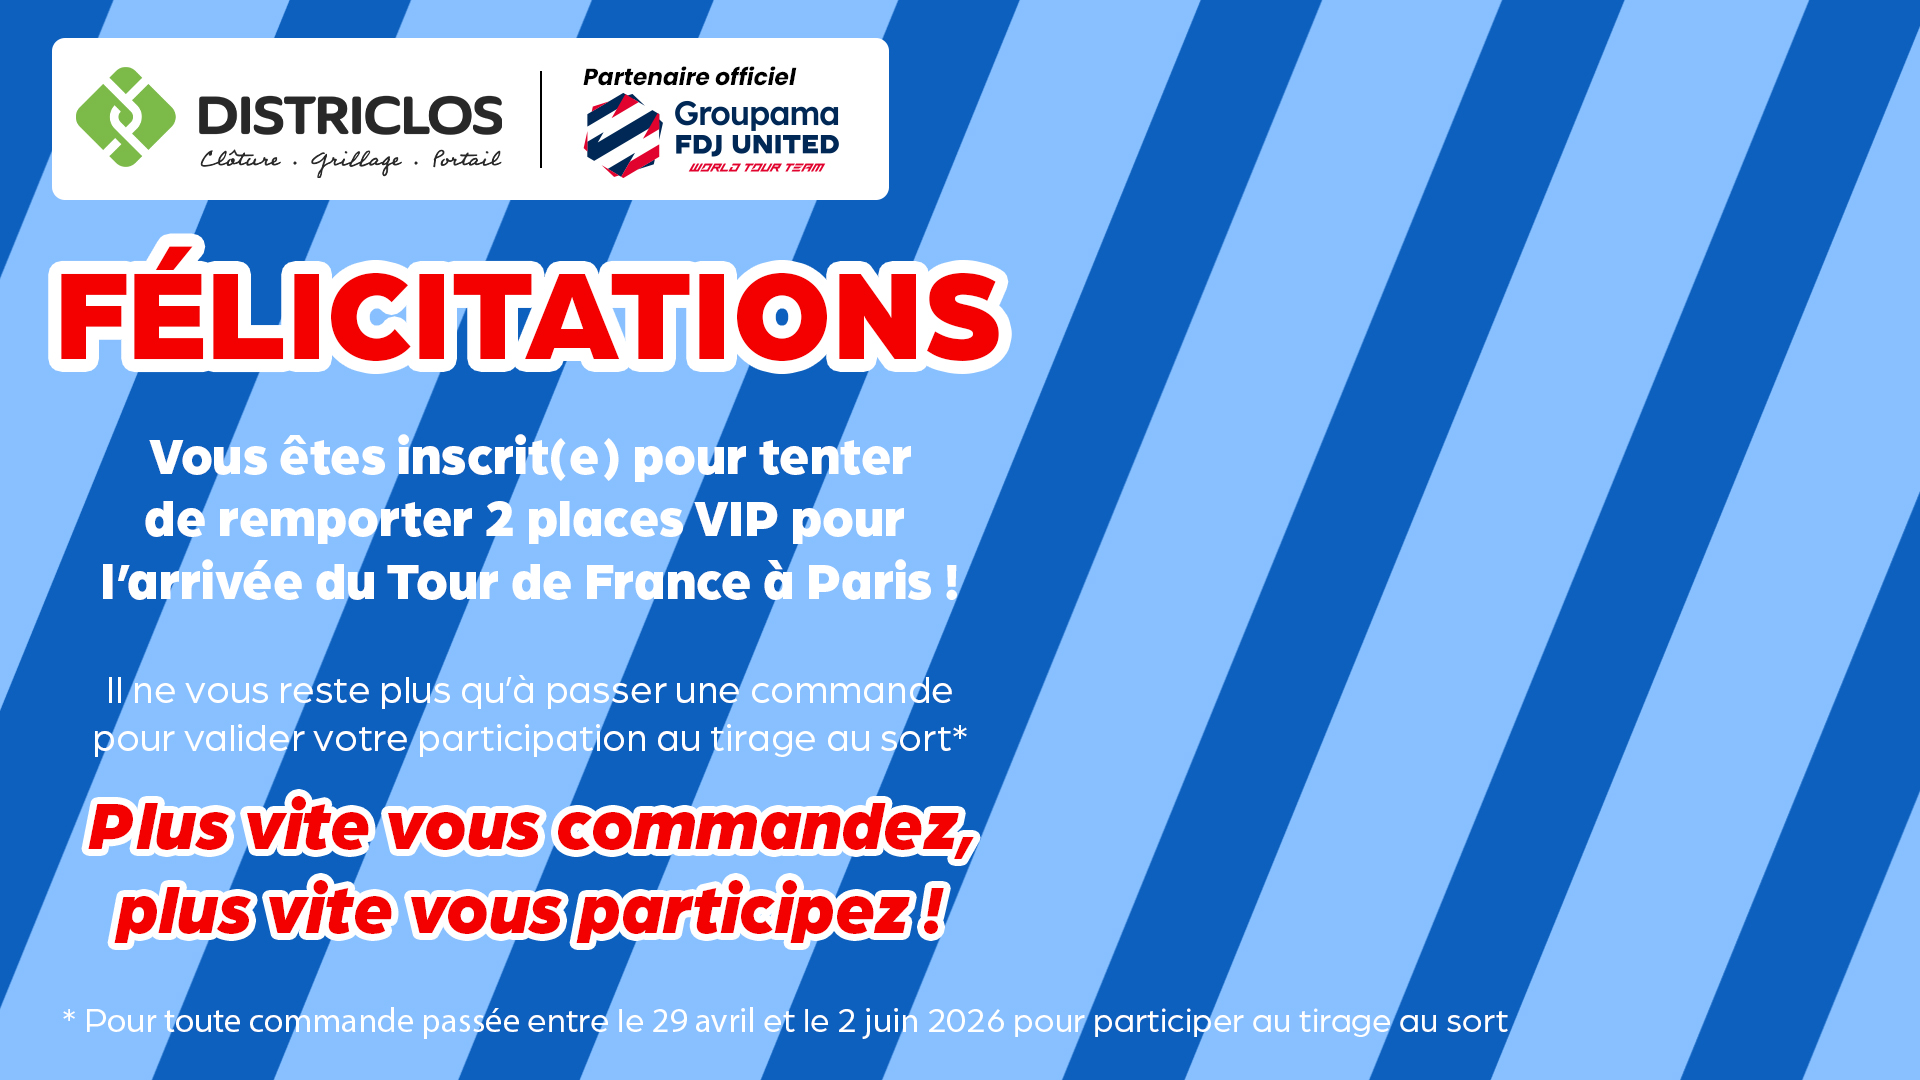 DISTRICLOS
Clôture . Grillage . Portail
Partenaire officiel
Groupama
FDJ UNITED
WORLD TOUR TEAM
FÉLICITATIONS
Vous êtes inscrit(e) pour tenter
de remporter 2 places VIP pour
l'arrivée du Tour de France à Paris !
Il ne vous reste plus qu'à passer une commande
pour valider votre participation au tirage au sort*
Plus vite vous commandez,
plus vite vous participez !
* Pour toute commande passée entre le 29 avril et le 2 juin 2026 pour participer au tirage au sort